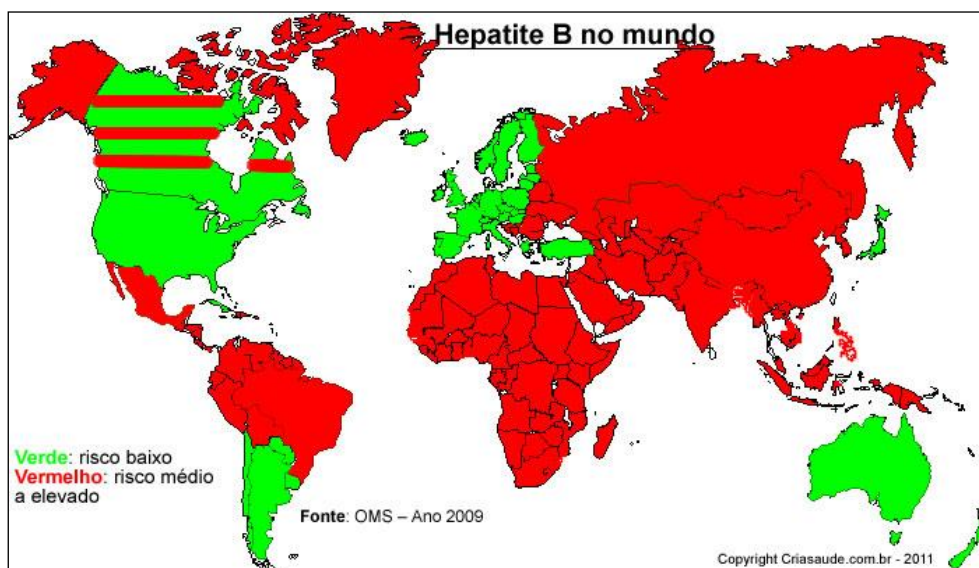 Hepatite B no mundo
Verde: risco baixo
Vermelho: risco médio
a elevado
Fonte: OMS – Ano 2009
Copyright Criasaude.com.br - 2011